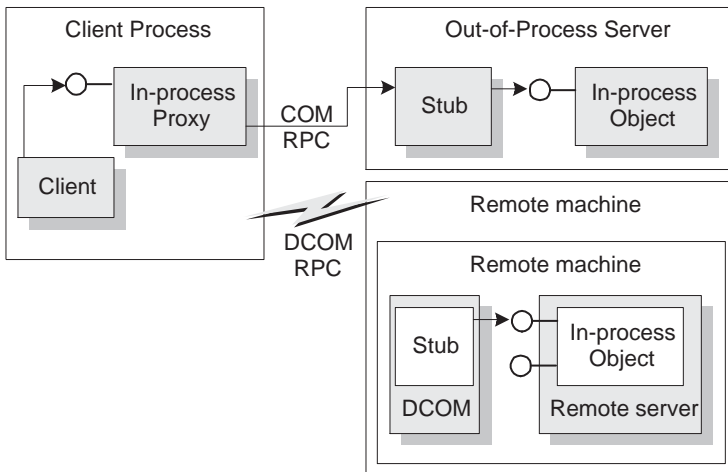 Client Process
In-process
Proxy
Client
COM
RPC
Out-of-Process Server
Stub
In-process
Object
DCOM
RPC
Remote machine
Remote machine
Stub
DCOM
In-process
Object
Remote server